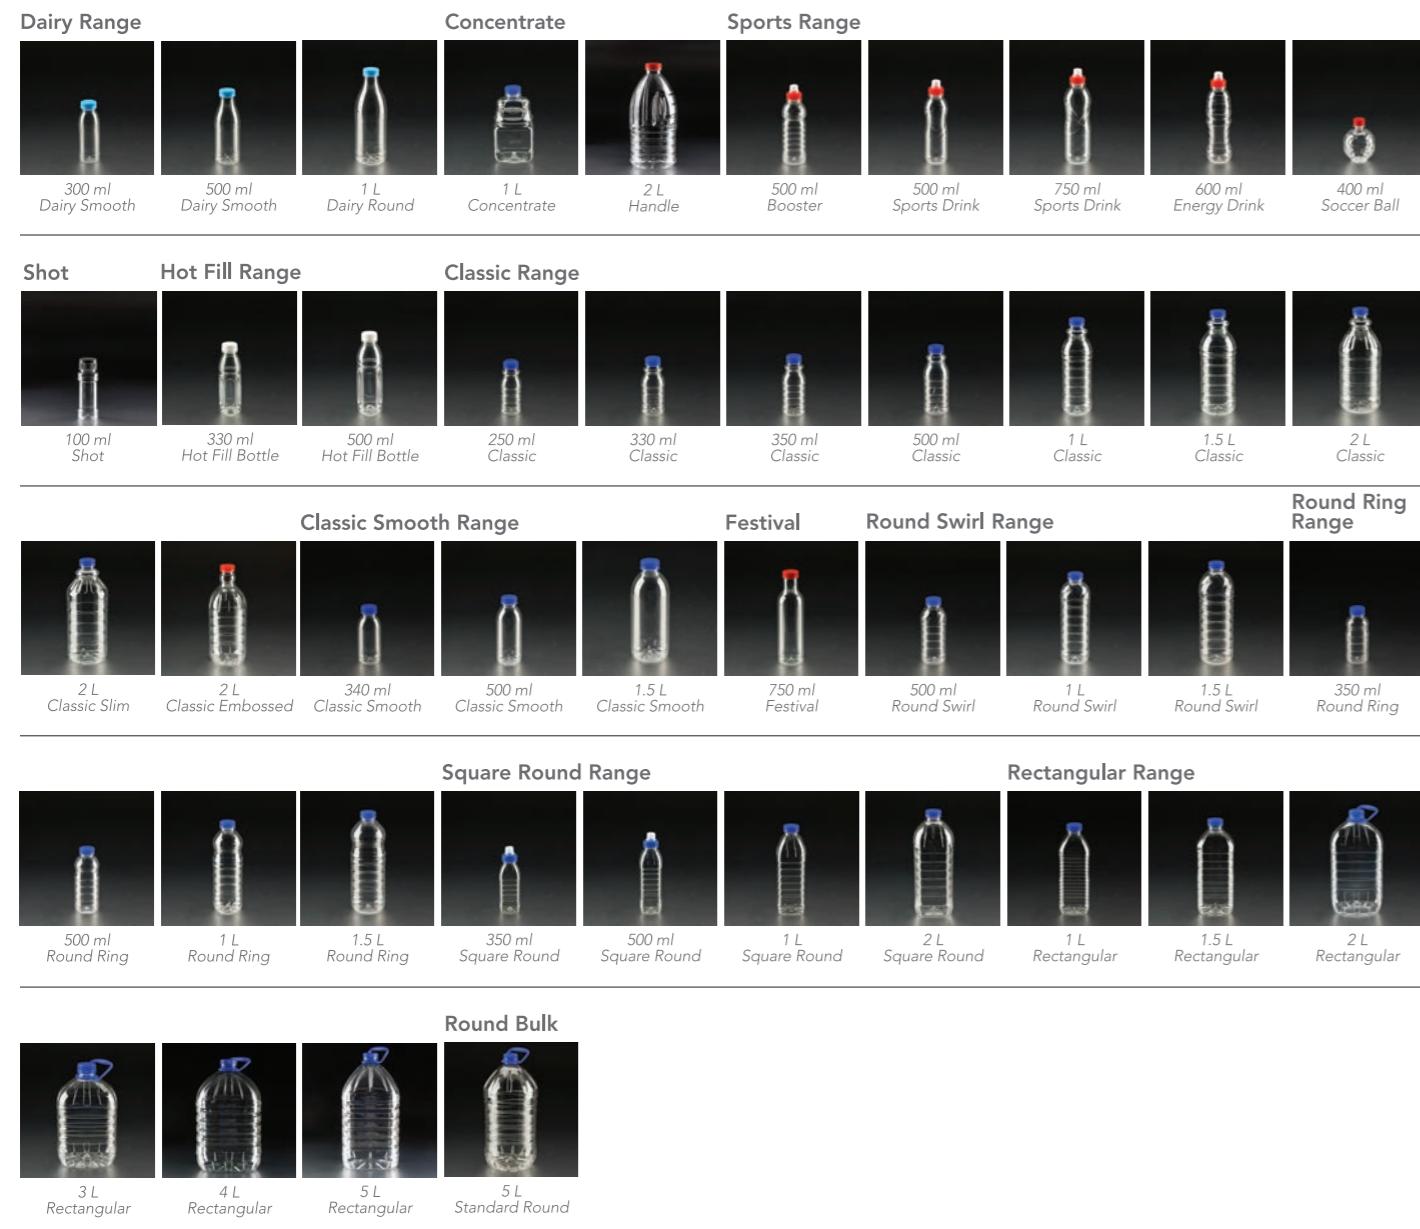 Dairy Range
Concentrate
Sports Range
300 ml
Dairy Smooth
500 ml
Dairy Smooth
1 L
Dairy Round
1 L
Concentrate
2 L
Handle
500 ml
Booster
500 ml
Sports Drink
750 ml
Sports Drink
600 ml
Energy Drink
400 ml
Soccer Ball
Shot
Hot Fill Range
Classic Range
100 ml
Shot
330 ml
Hot Fill Bottle
500 ml
Hot Fill Bottle
250 ml
Classic
330 ml
Classic
350 ml
Classic
500 ml
Classic
1 L
Classic
1.5 L
Classic
2 L
Classic
Classic Smooth Range
Festival
Round Swirl Range
Round Ring
Range
2 L
Classic Slim
2 L
Classic Embossed
340 ml
Classic Smooth
500 ml
Classic Smooth
1.5 L
Classic Smooth
750 ml
Festival
500 ml
Round Swirl
1 L
Round Swirl
1.5 L
Round Swirl
350 ml
Round Ring
Square Round Range
Rectangular Range
500 ml
Round Ring
1 L
Round Ring
1.5 L
Round Ring
350 ml
Square Round
500 ml
Square Round
1 L
Square Round
2 L
Square Round
1 L
Rectangular
1.5 L
Rectangular
2 L
Rectangular
Round Bulk
3 L
Rectangular
4 L
Rectangular
5 L
Rectangular
5 L
Standard Round